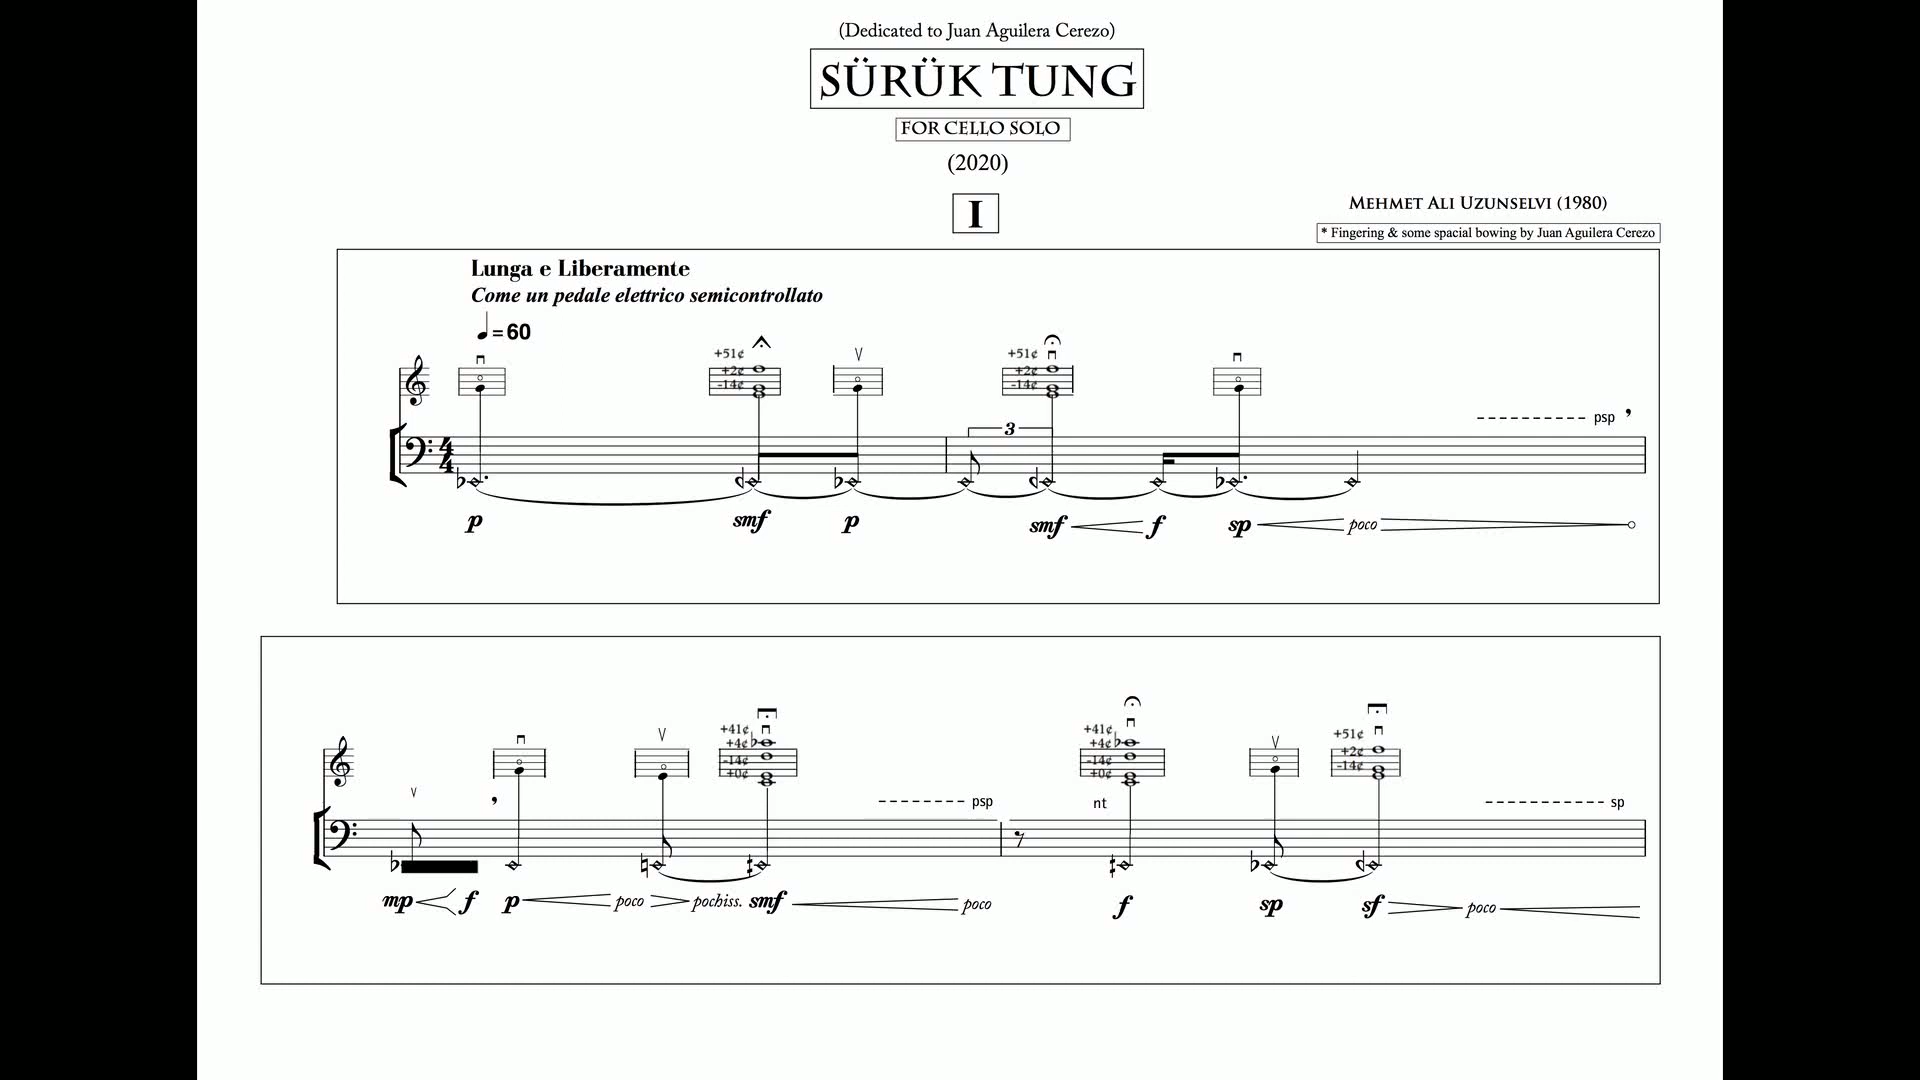 (Dedicated to Juan Aguilera Cerezo)
SÜRÜK TUNG
FOR CELLO SOLO
(2020)
I
MEHMET ALI UZUNSELVI (1980)
* Fingering & some spacial bowing by Juan Aguilera Cerezo
Lunga e Liberamente
Come un pedale elettrico semicontrollato
=60
+51¢ +51¢
+2¢ +2¢
-14¢ -14¢
psp
3
4
4
p smf p smf f sp poco
+41¢ +41¢ +51¢
+4¢ +4¢ +2¢
-14¢ -14¢ -14¢
+0¢ +0¢
psp nt sp
mp f p poco pochiss. smf poco f sp sf poco